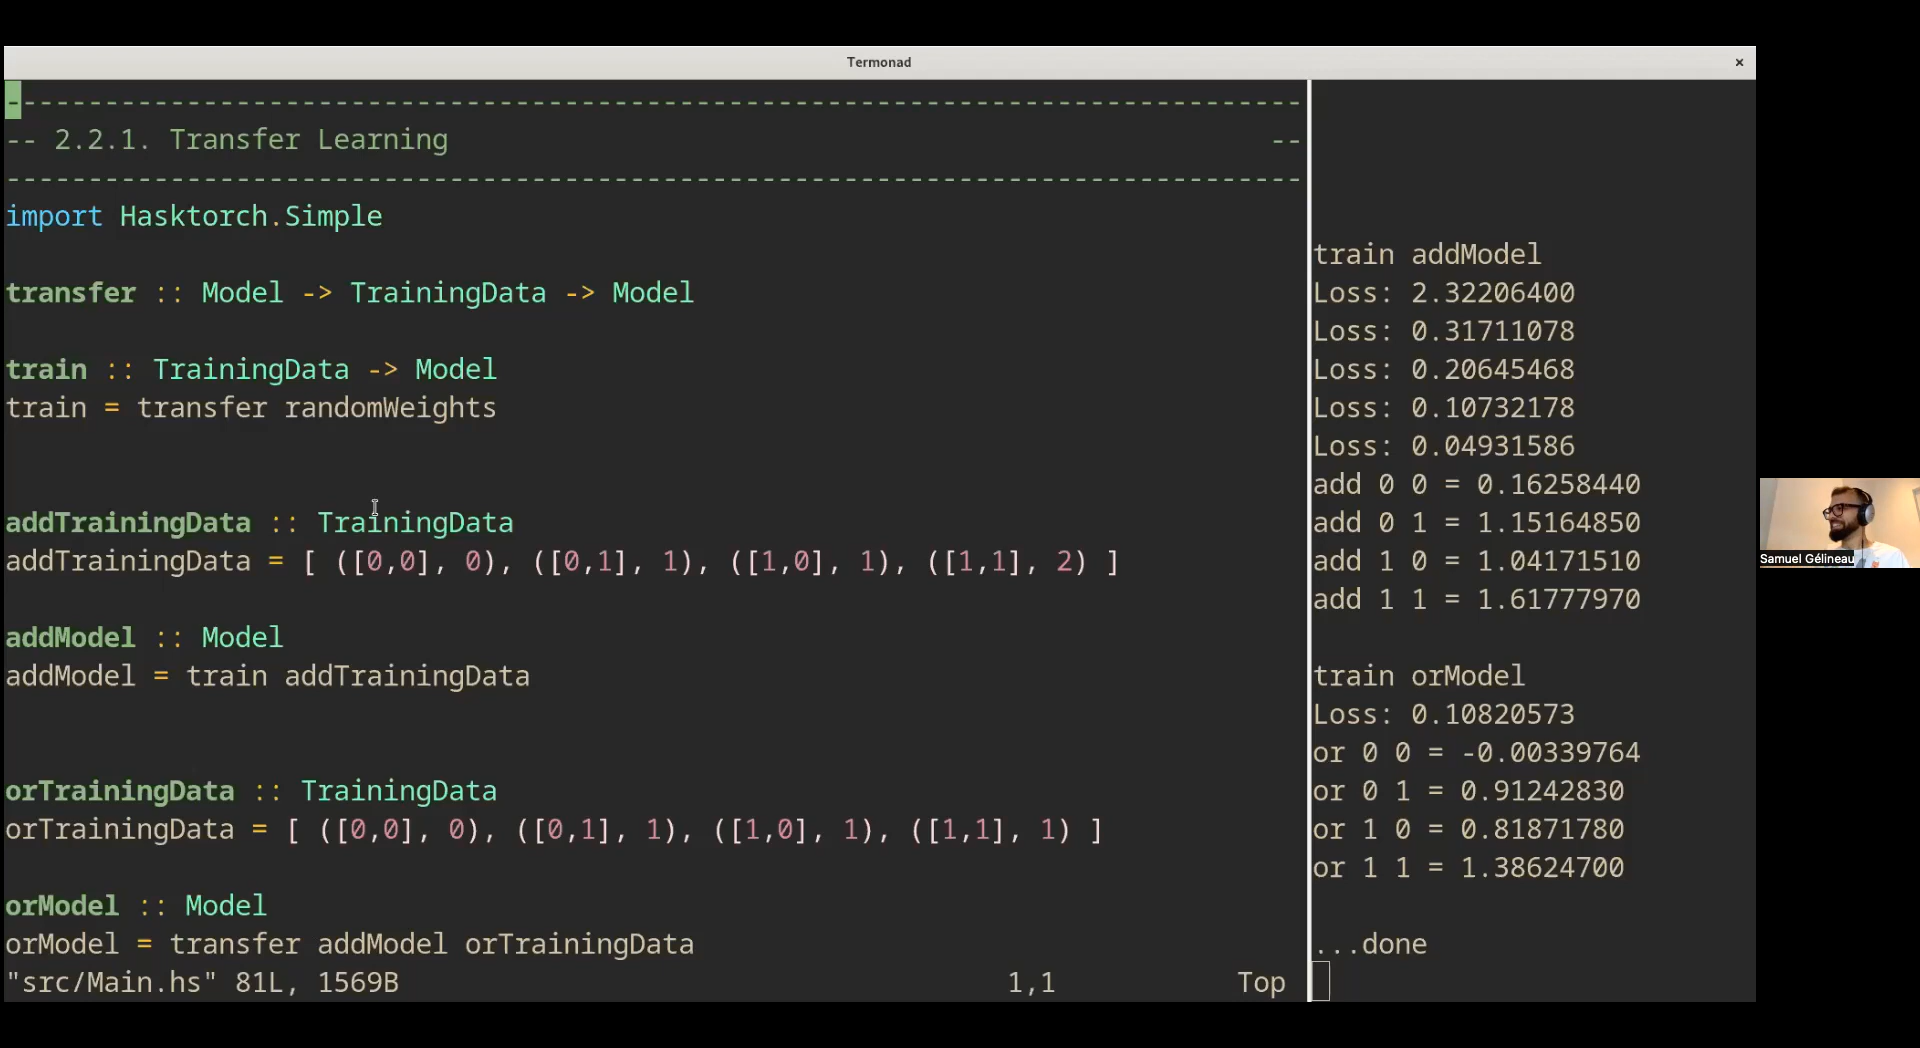 Termonad ×
--------------------------------------------------------------------------------
-- 2.2.1. Transfer Learning --
--------------------------------------------------------------------------------
import Hasktorch.Simple
transfer :: Model -> TrainingData -> Model
train :: TrainingData -> Model
train = transfer randomWeights
addTrainingData :: TrainingData
addTrainingData = [ ([0,0], 0), ([0,1], 1), ([1,0], 1), ([1,1], 2) ]
addModel :: Model
addModel = train addTrainingData
orTrainingData :: TrainingData
orTrainingData = [ ([0,0], 0), ([0,1], 1), ([1,0], 1), ([1,1], 1) ]
orModel :: Model
orModel = transfer addModel orTrainingData
"src/Main.hs" 81L, 1569B 1,1 Top
train addModel
Loss: 2.32206400
Loss: 0.31711078
Loss: 0.20645468
Loss: 0.10732178
Loss: 0.04931586
add 0 0 = 0.16258440
add 0 1 = 1.15164850
add 1 0 = 1.04171510
add 1 1 = 1.61777970
train orModel
Loss: 0.10820573
or 0 0 = -0.00339764
or 0 1 = 0.91242830
or 1 0 = 0.81871780
or 1 1 = 1.38624700
...done
Samuel Gélineau